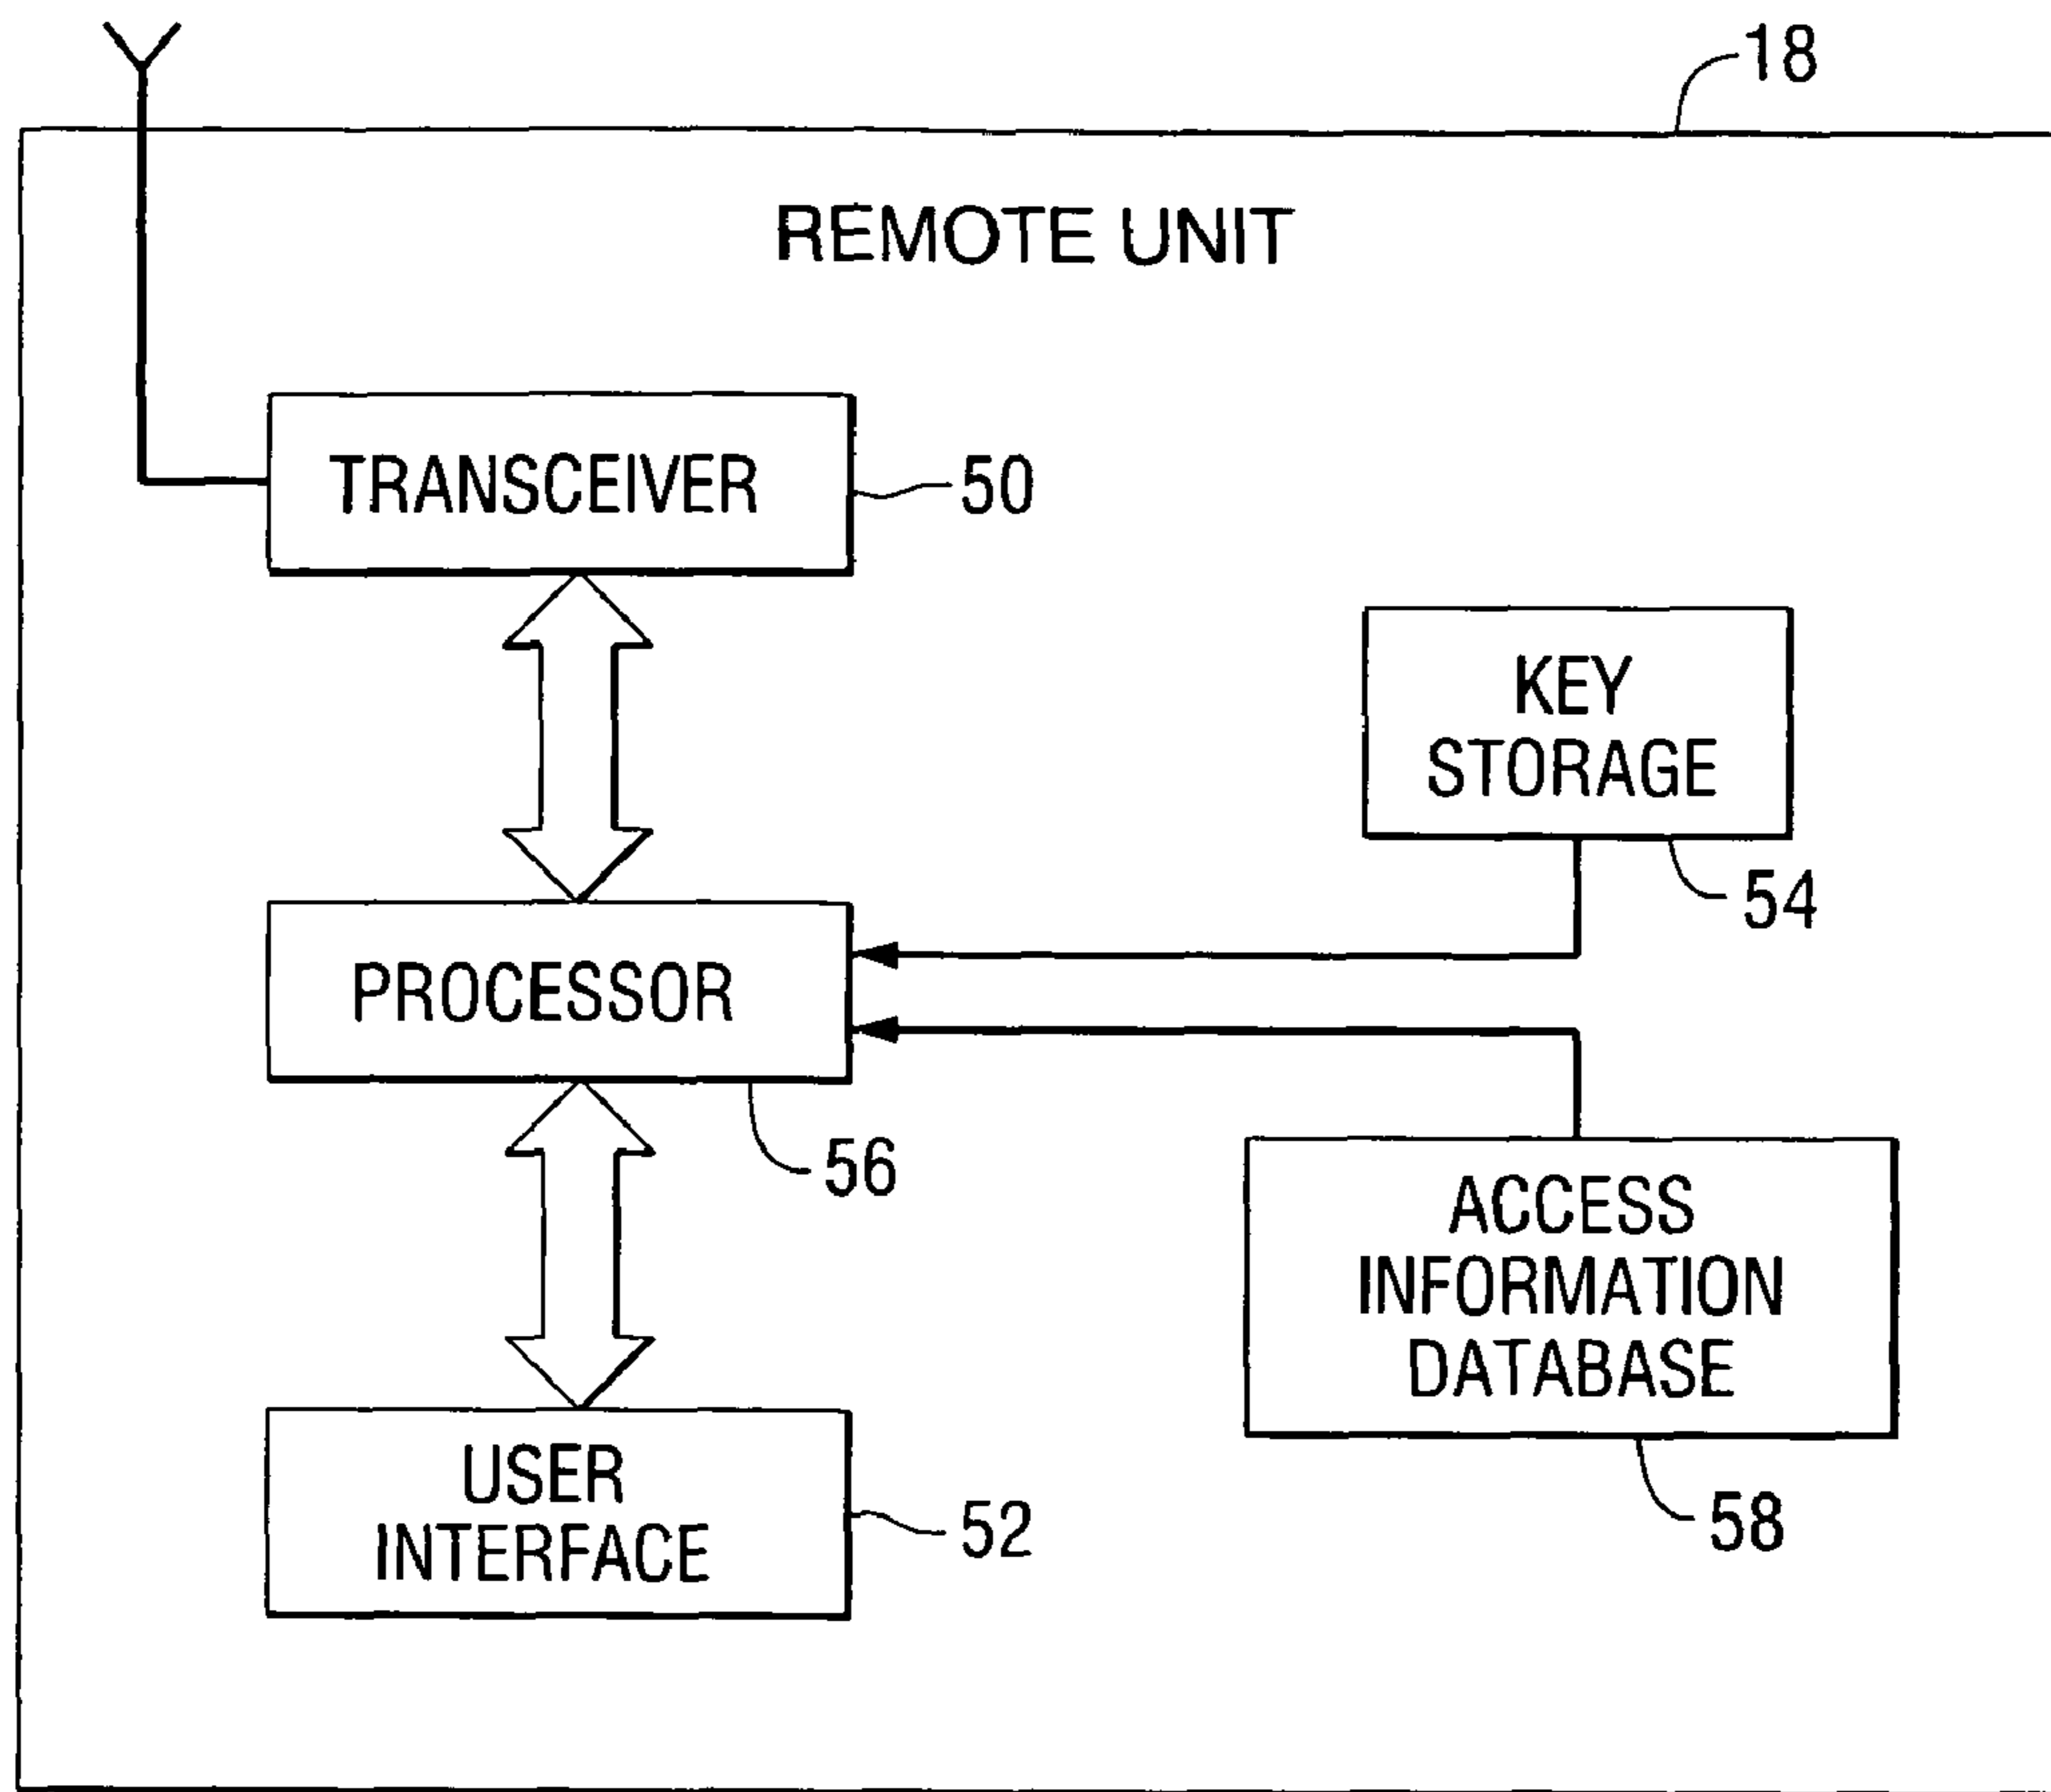 18
REMOTE UNIT
TRANSCEIVER
50
KEY
STORAGE
54
PROCESSOR
56
ACCESS
INFORMATION
DATABASE
58
USER
INTERFACE
52